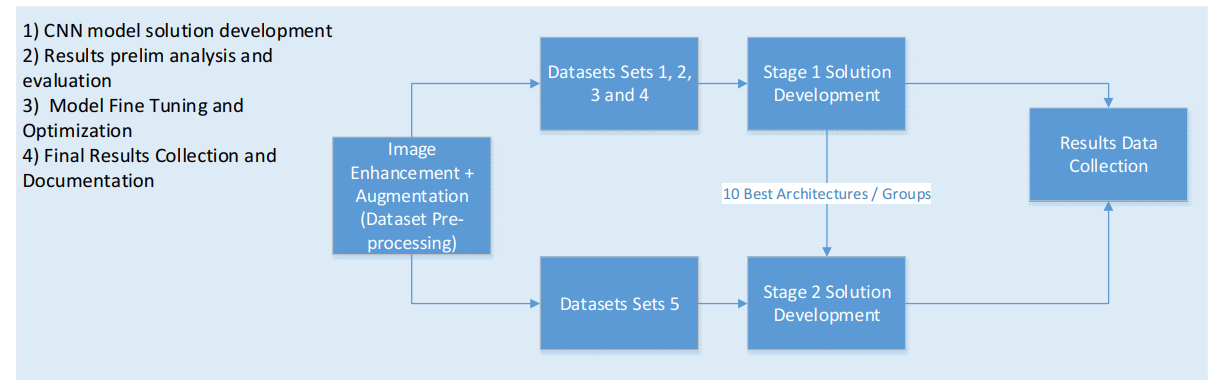 1) CNN model solution development
2) Results prelim analysis and
evaluation
3)  Model Fine Tuning and
Optimization
4) Final Results Collection and
Documentation
Image
Enhancement +
Augmentation
(Dataset Pre-
processing)
Datasets Sets 1, 2,
3 and 4
Stage 1 Solution
Development
10 Best Architectures / Groups
Datasets Sets 5
Stage 2 Solution
Development
Results Data
Collection